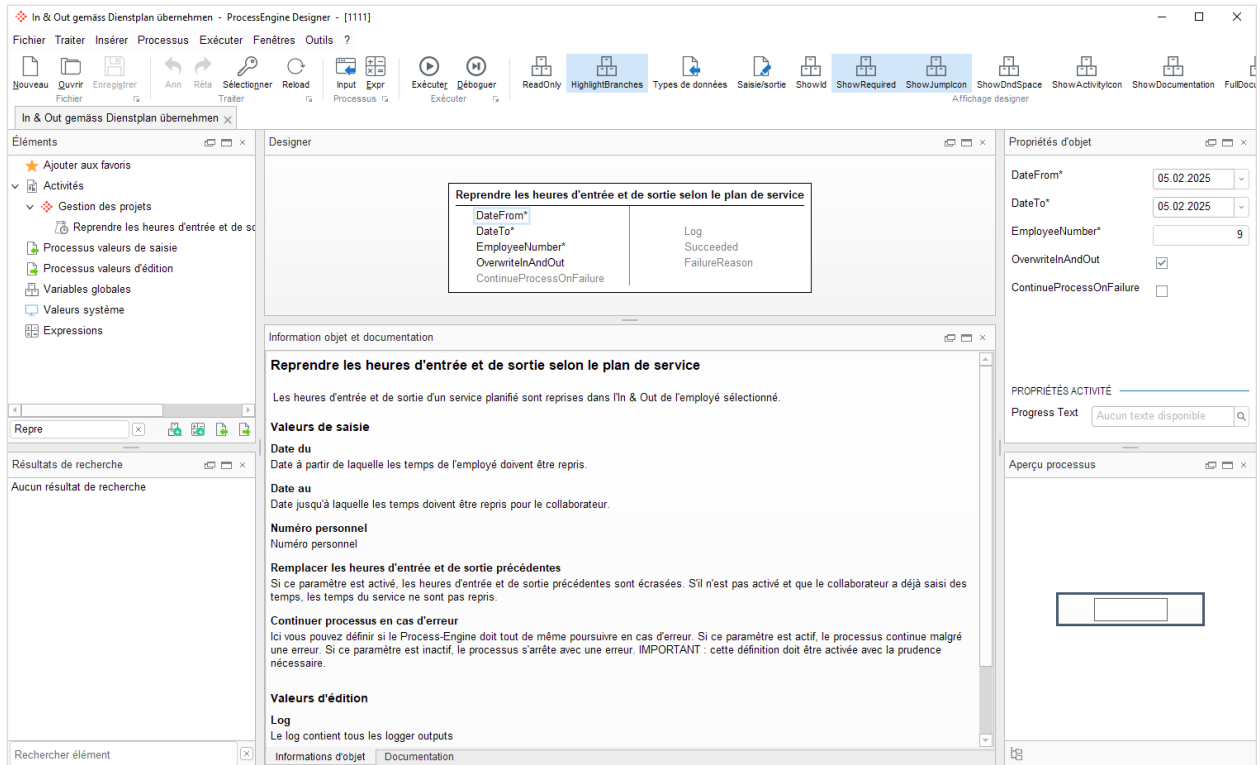 In & Out gemäss Dienstplan übernehmen - ProcessEngine Designer - [1111]
Fichier Traiter Insérer Processus Exécuter Fenêtres Outils ?
Nouveau Ouvrir Enregistrer Ann Réta Sélectionner Reload Input Expr Exécuter Déboguer ReadOnly HighlightBranches Types de données Saisie/sortie ShowId ShowRequired ShowJumpIcon ShowDndSpace ShowActivityIcon ShowDocumentation FullDocu
Fichier Traiter Processus Exécuter Affichage designer
In & Out gemäss Dienstplan übernehmen
Éléments
Ajouter aux favoris
Activités
Gestion des projets
Reprendre les heures d'entrée et de so
Processus valeurs de saisie
Processus valeurs d'édition
Variables globales
Valeurs système
Expressions
Repre
Résultats de recherche
Aucun résultat de recherche
Rechercher élément
Designer
Reprendre les heures d'entrée et de sortie selon le plan de service
DateFrom*
DateTo* Log
EmployeeNumber* Succeeded
OverwriteInAndOut FailureReason
ContinueProcessOnFailure
Information objet et documentation
Reprendre les heures d'entrée et de sortie selon le plan de service
Les heures d'entrée et de sortie d'un service planifié sont reprises dans l'In & Out de l'employé sélectionné.
Valeurs de saisie
Date du
Date à partir de laquelle les temps de l'employé doivent être repris.
Date au
Date jusqu'à laquelle les temps doivent être repris pour le collaborateur.
Numéro personnel
Numéro personnel
Remplacer les heures d'entrée et de sortie précédentes
Si ce paramètre est activé, les heures d'entrée et de sortie précédentes sont écrasées. S'il n'est pas activé et que le collaborateur a déjà saisi des
temps, les temps du service ne sont pas repris.
Continuer processus en cas d'erreur
Ici vous pouvez définir si le Process-Engine doit tout de même poursuivre en cas d'erreur. Si ce paramètre est actif, le processus continue malgré
une erreur. Si ce paramètre est inactif, le processus s'arrête avec une erreur. IMPORTANT : cette définition doit être activée avec la prudence
nécessaire.
Valeurs d'édition
Log
Le log contient tous les logger outputs
Informations d'objet Documentation
Propriétés d'objet
DateFrom* 05.02.2025
DateTo* 05.02.2025
EmployeeNumber* 9
OverwriteInAndOut
ContinueProcessOnFailure
PROPRIÉTÉS ACTIVITÉ
Progress Text Aucun texte disponible
Aperçu processus